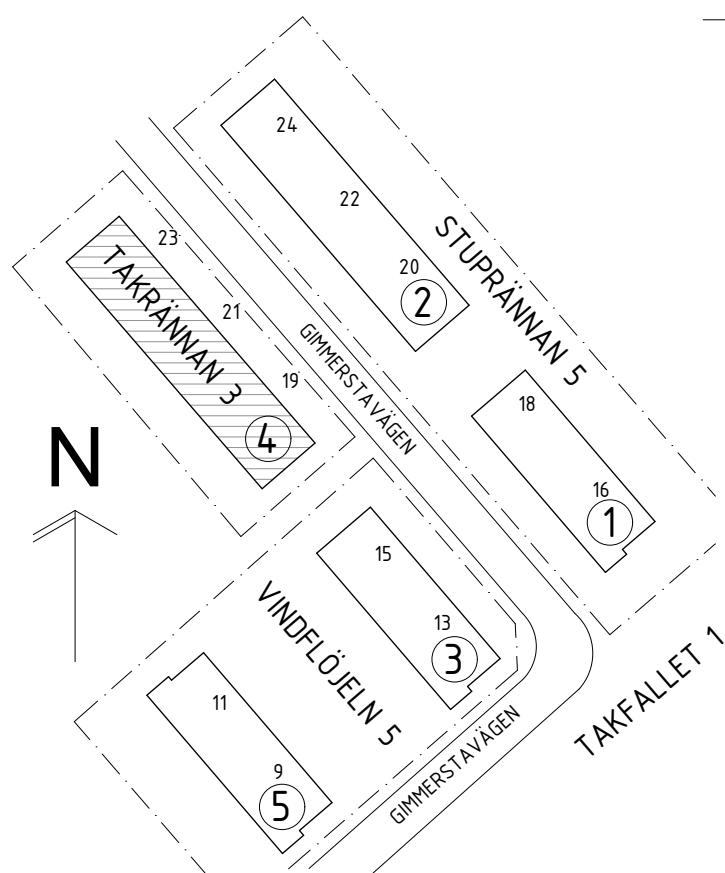 24
22
20
2
STUPRÄNNAN 5
23
21
19
TAKRÄNNAN 3
4
GIMMERSTAVÄGEN
18
16
1
N
15
13
3
VINDFLÖJELN 5
11
9
5
GIMMERSTAVÄGEN
TAKFALLET 1